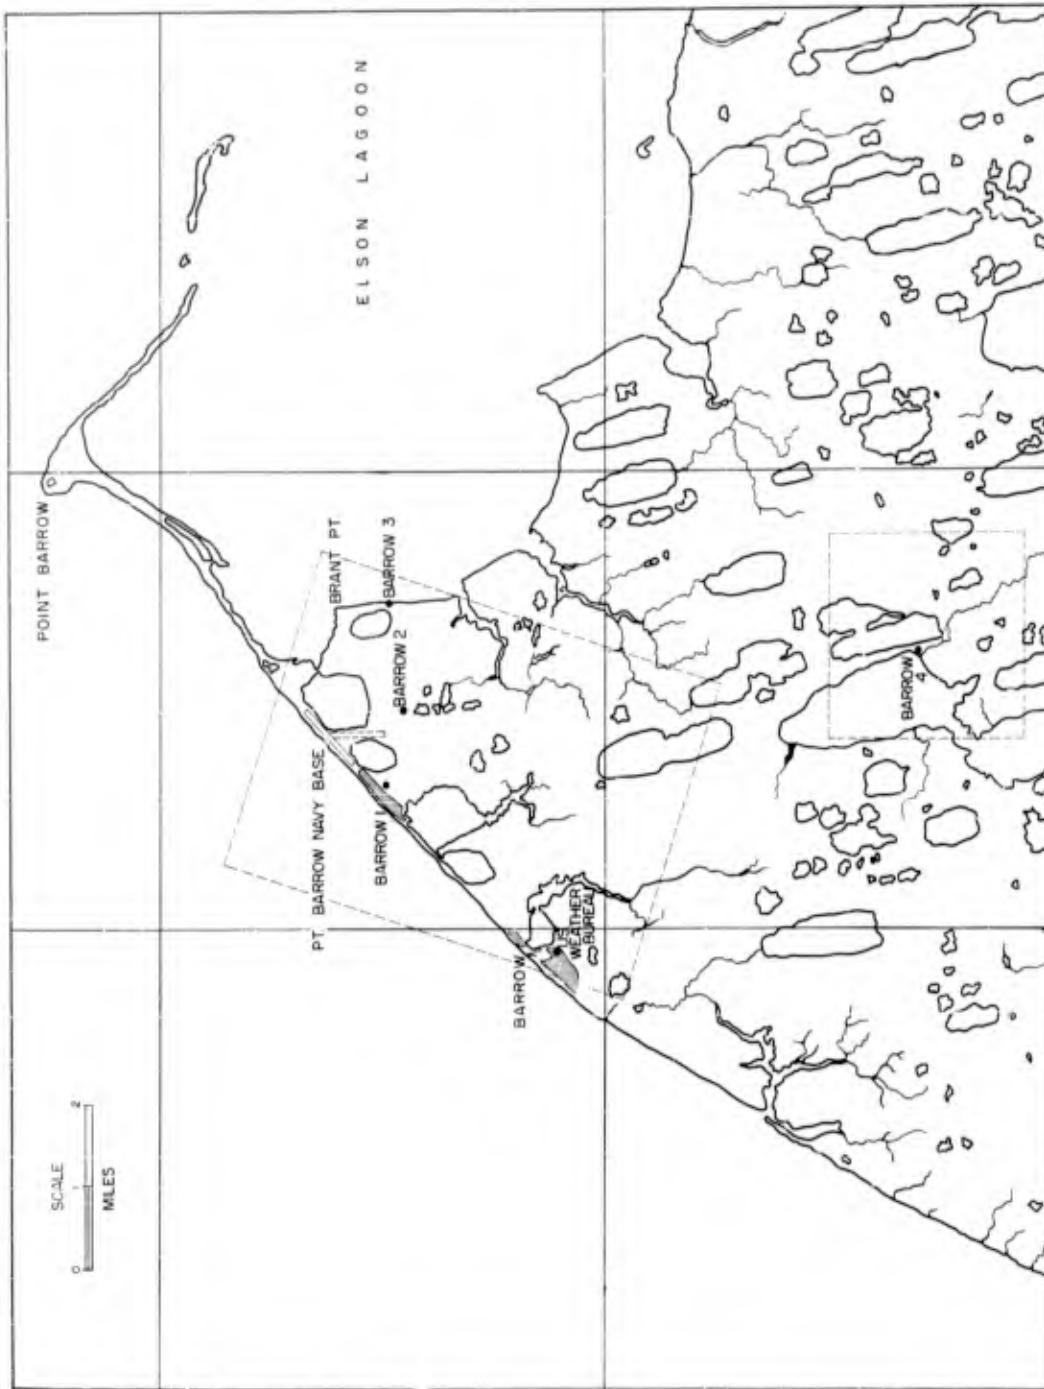 POINT BARROW
ELSON LAGOON
BRANT PT.
BARROW 3
BARROW 2
PT. BARROW NAVY BASE
BARROW 1
BARROW
US
WEATHER
BUREAU
BARROW
4
SCALE
0 1 2
MILES